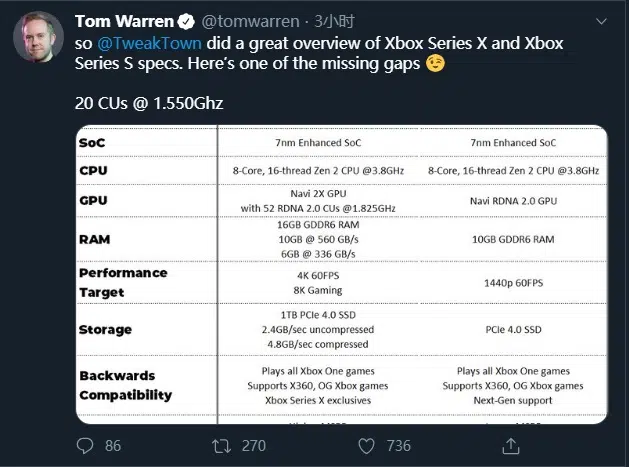 Tom Warren @tomwarren · 3小时
so @TweakTown did a great overview of Xbox Series X and Xbox
Series S specs. Here's one of the missing gaps 😉
20 CUs @ 1.550Ghz
SoC 7nm Enhanced SoC 7nm Enhanced SoC
CPU 8-Core, 16-thread Zen 2 CPU @3.8GHz 8-Core, 16-thread Zen 2 CPU @3.8GHz
GPU Navi 2X GPU
with 52 RDNA 2.0 CUs @1.825GHz Navi RDNA 2.0 GPU
RAM 16GB GDDR6 RAM
10GB @ 560 GB/s
6GB @ 336 GB/s 10GB GDDR6 RAM
Performance
Target 4K 60FPS
8K Gaming 1440p 60FPS
Storage 1TB PCIe 4.0 SSD
2.4GB/sec uncompressed
4.8GB/sec compressed PCIe 4.0 SSD
Backwards
Compatibility Plays all Xbox One games
Supports X360, OG Xbox games
Xbox Series X exclusives Plays all Xbox One games
Supports X360, OG Xbox games
Next-Gen support
86 270 736